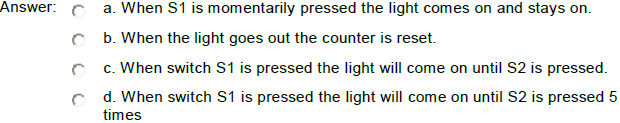 Answer: a. When S1 is momentarily pressed the light comes on and stays on.
b. When the light goes out the counter is reset.
c. When switch S1 is pressed the light will come on until S2 is pressed.
d. When switch S1 is pressed the light will come on until S2 is pressed 5
times